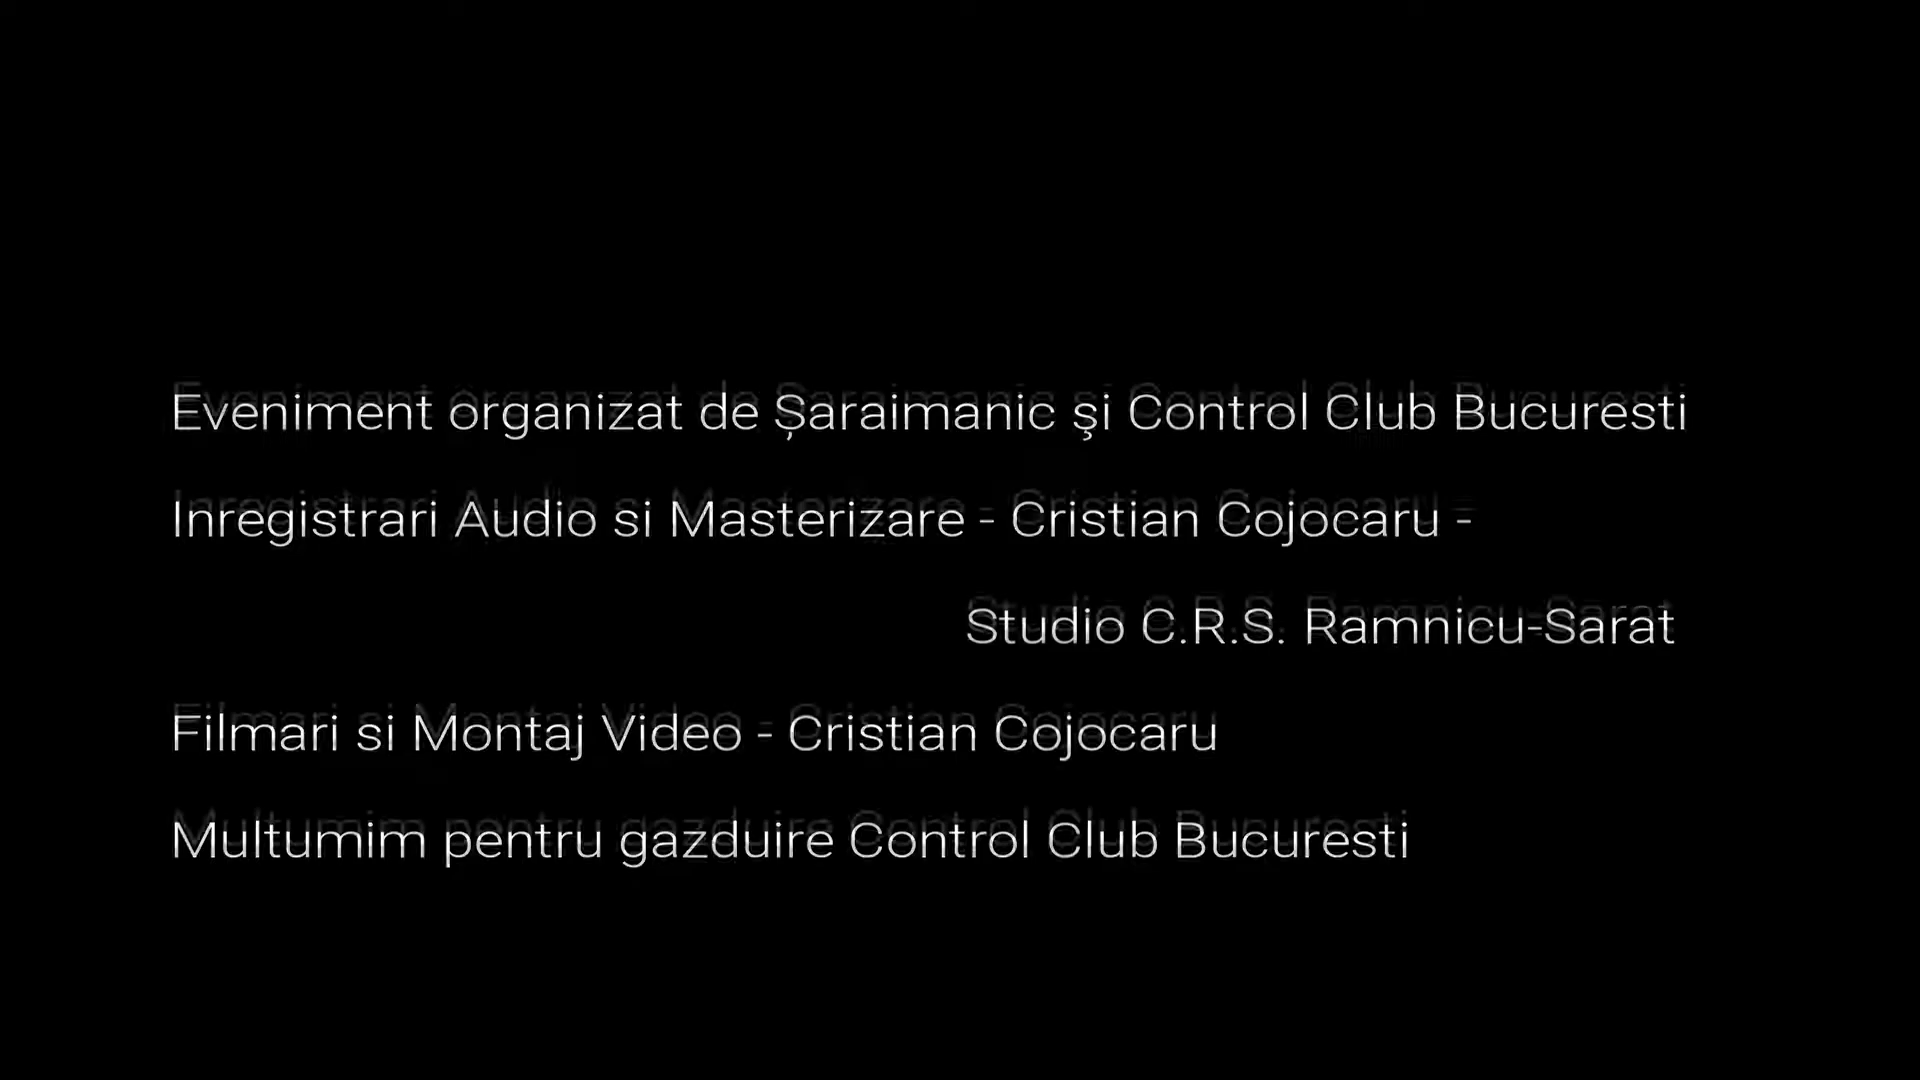 Eveniment organizat de Șaraimanic şi Control Club Bucuresti
Inregistrari Audio si Masterizare - Cristian Cojocaru -
Studio C.R.S. Ramnicu-Sarat
Filmari si Montaj Video - Cristian Cojocaru
Multumim pentru gazduire Control Club Bucuresti